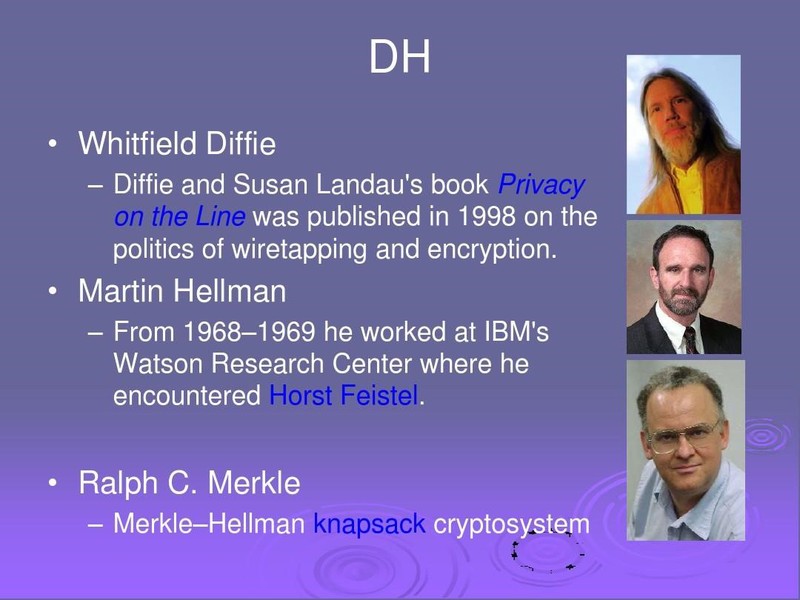 DH
• Whitfield Diffie
– Diffie and Susan Landau's book Privacy
on the Line was published in 1998 on the
politics of wiretapping and encryption.
• Martin Hellman
– From 1968–1969 he worked at IBM's
Watson Research Center where he
encountered Horst Feistel.
• Ralph C. Merkle
– Merkle–Hellman knapsack cryptosystem